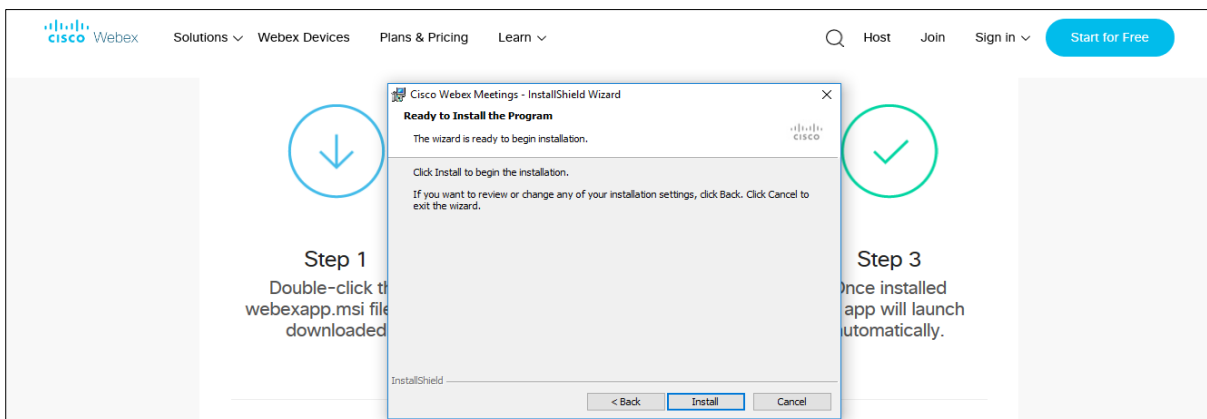 CISCO Webex Solutions Webex Devices Plans & Pricing Learn Host Join Sign in Start for Free
Cisco Webex Meetings - InstallShield Wizard
Ready to Install the Program
The wizard is ready to begin installation.
CISCO
Click Install to begin the installation.
If you want to review or change any of your installation settings, click Back. Click Cancel to
exit the wizard.
InstallShield
< Back Install Cancel
Step 1
Double-click
webexapp.msi
downloaded
Step 3
installed
app will launch